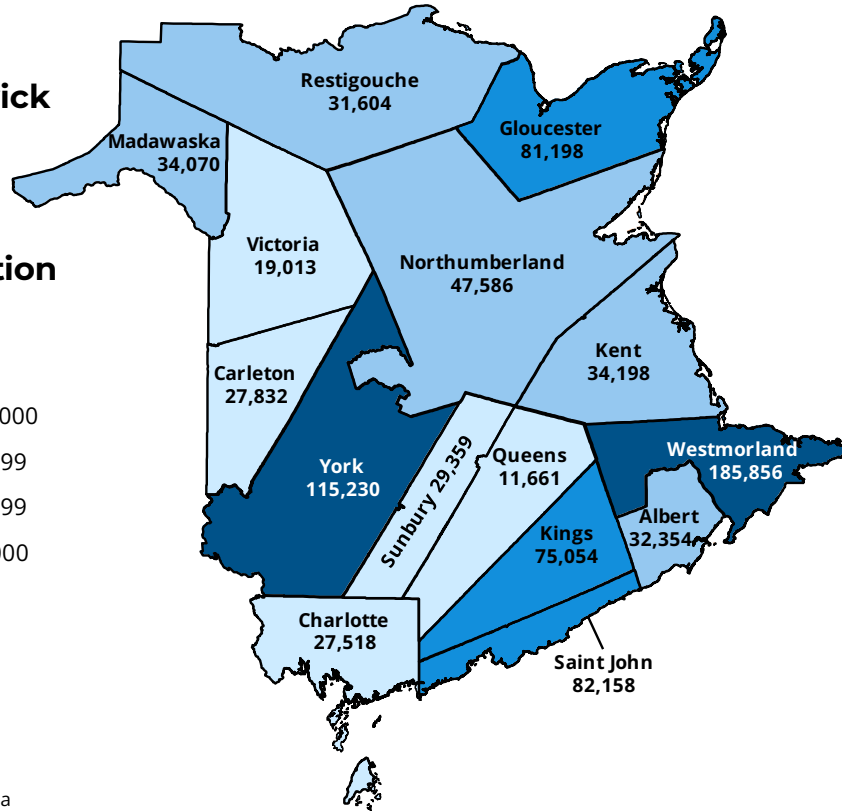 ick
tion
000
99
99
000
a
Restigouche
31,604
Gloucester
81,198
Madawaska
34,070
Victoria
19,013
Northumberland
47,586
Kent
34,198
Carleton
27,832
York
115,230
Sunbury 29,359
Queens
11,661
Westmorland
185,856
Albert
32,354
Kings
75,054
Charlotte
27,518
Saint John
82,158